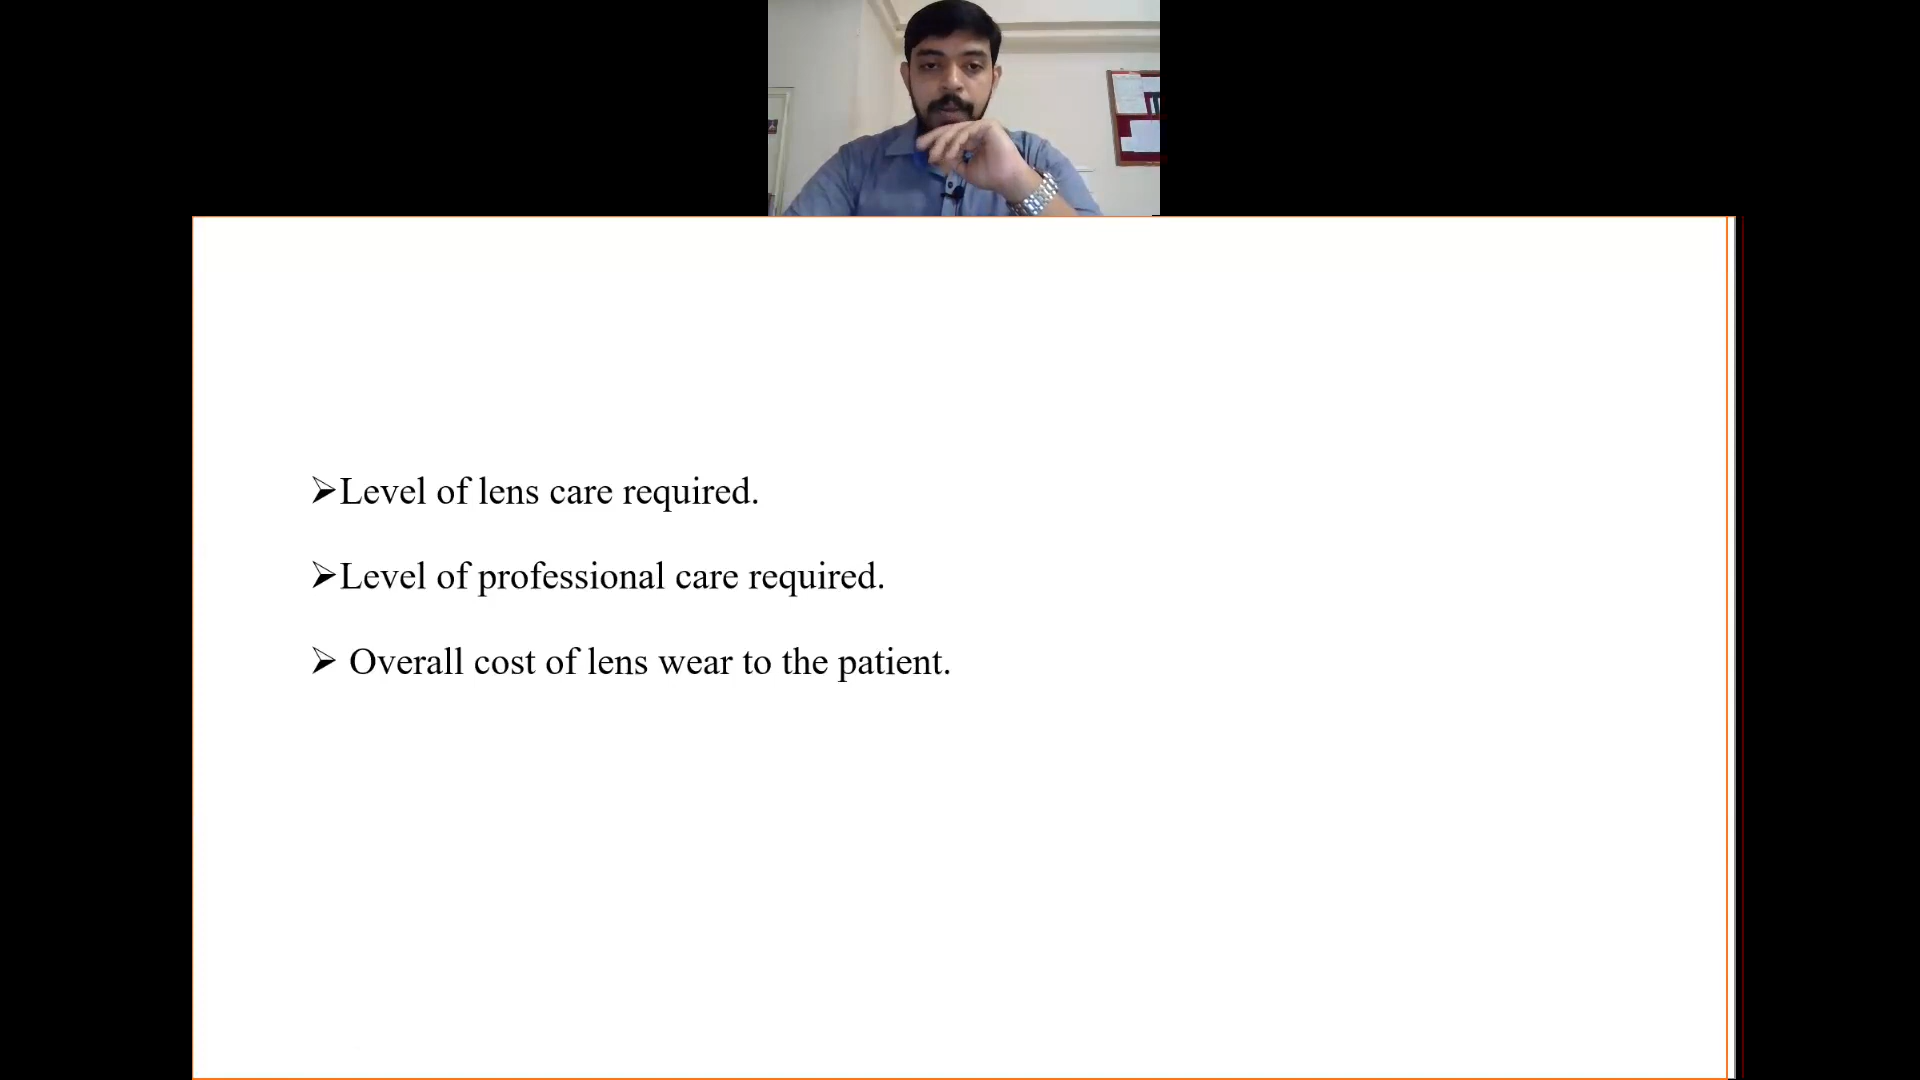 ➢Level of lens care required.
➢Level of professional care required.
➢ Overall cost of lens wear to the patient.